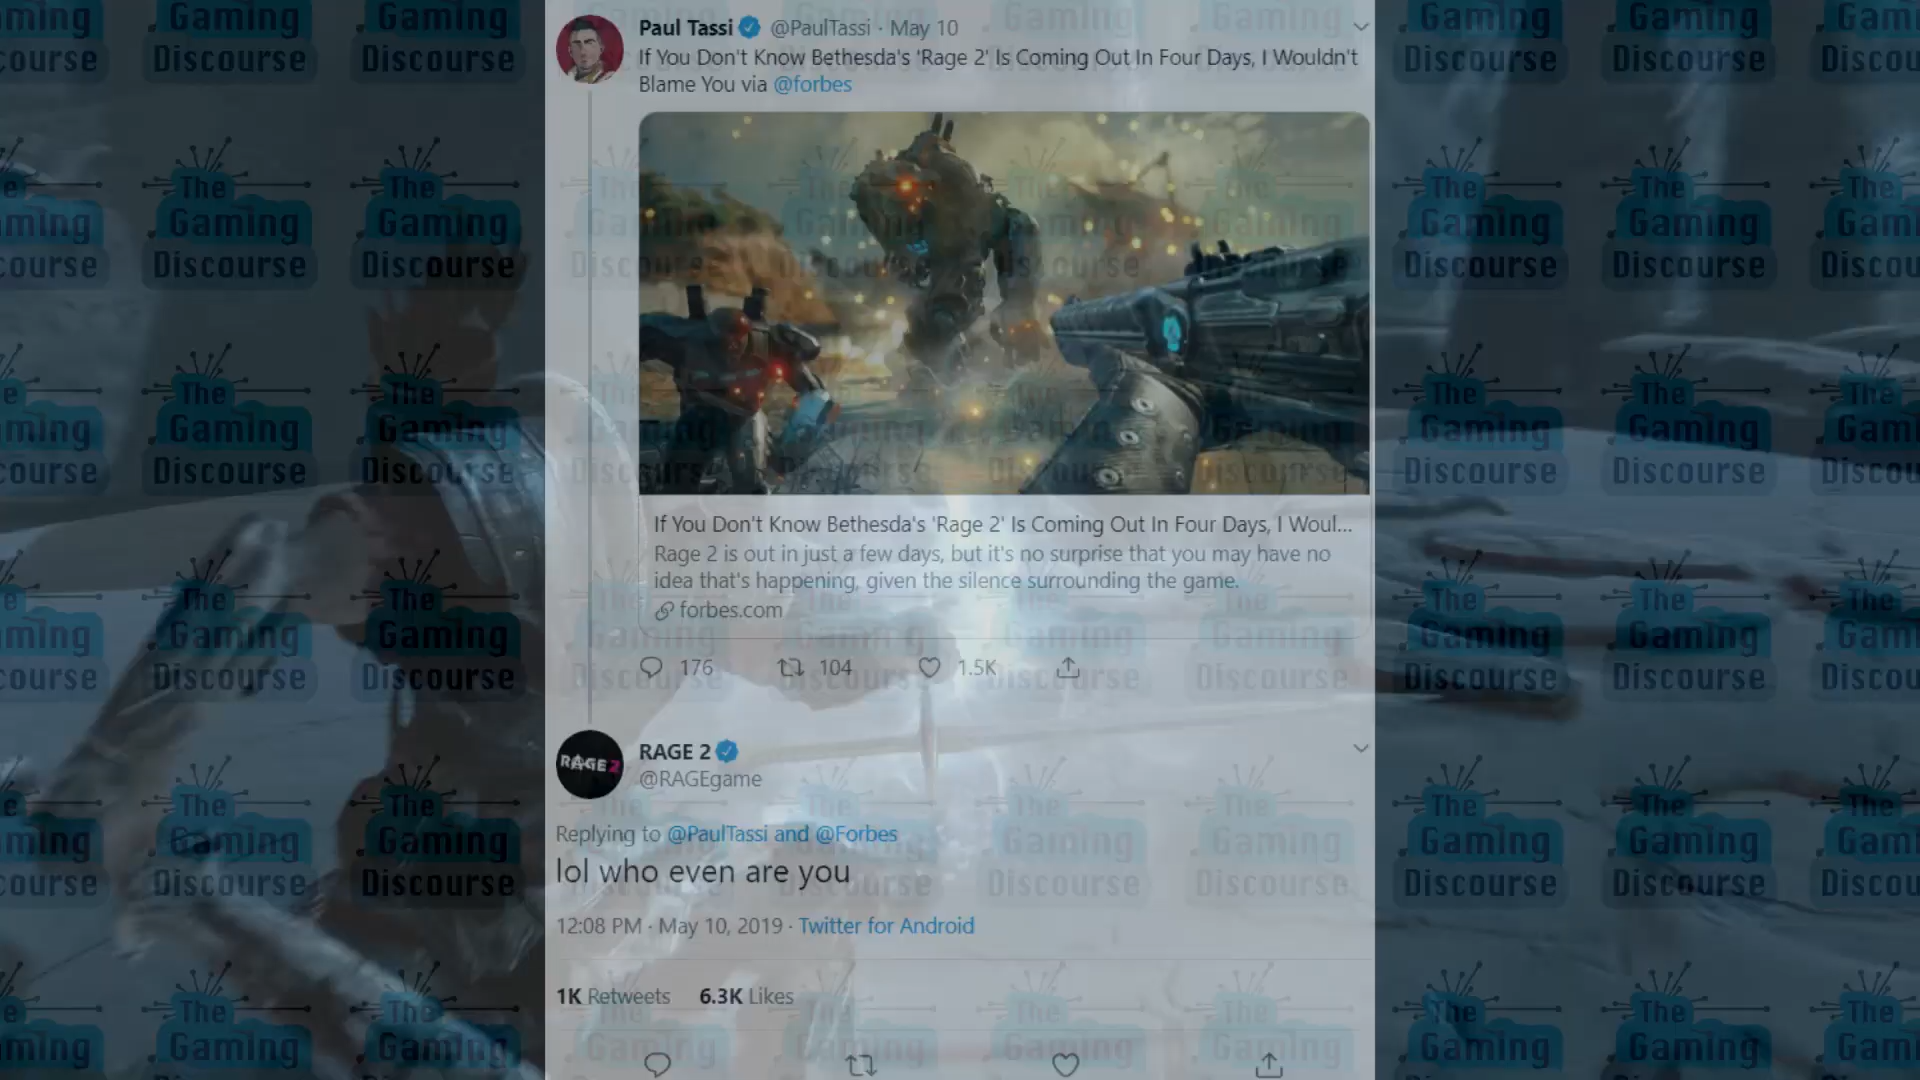 Paul Tassi @PaulTassi · May 10
If You Don't Know Bethesda's 'Rage 2' Is Coming Out In Four Days, I Wouldn't
Blame You via @forbes
If You Don't Know Bethesda's 'Rage 2' Is Coming Out In Four Days, I Woul...
Rage 2 is out in just a few days, but it's no surprise that you may have no
idea that's happening, given the silence surrounding the game.
forbes.com
176 104 1.5K
RAGE 2
RAGE 2
@RAGEgame
Replying to @PaulTassi and @Forbes
lol who even are you
12:08 PM · May 10, 2019 · Twitter for Android
1K Retweets 6.3K Likes
The
Gaming
Discourse